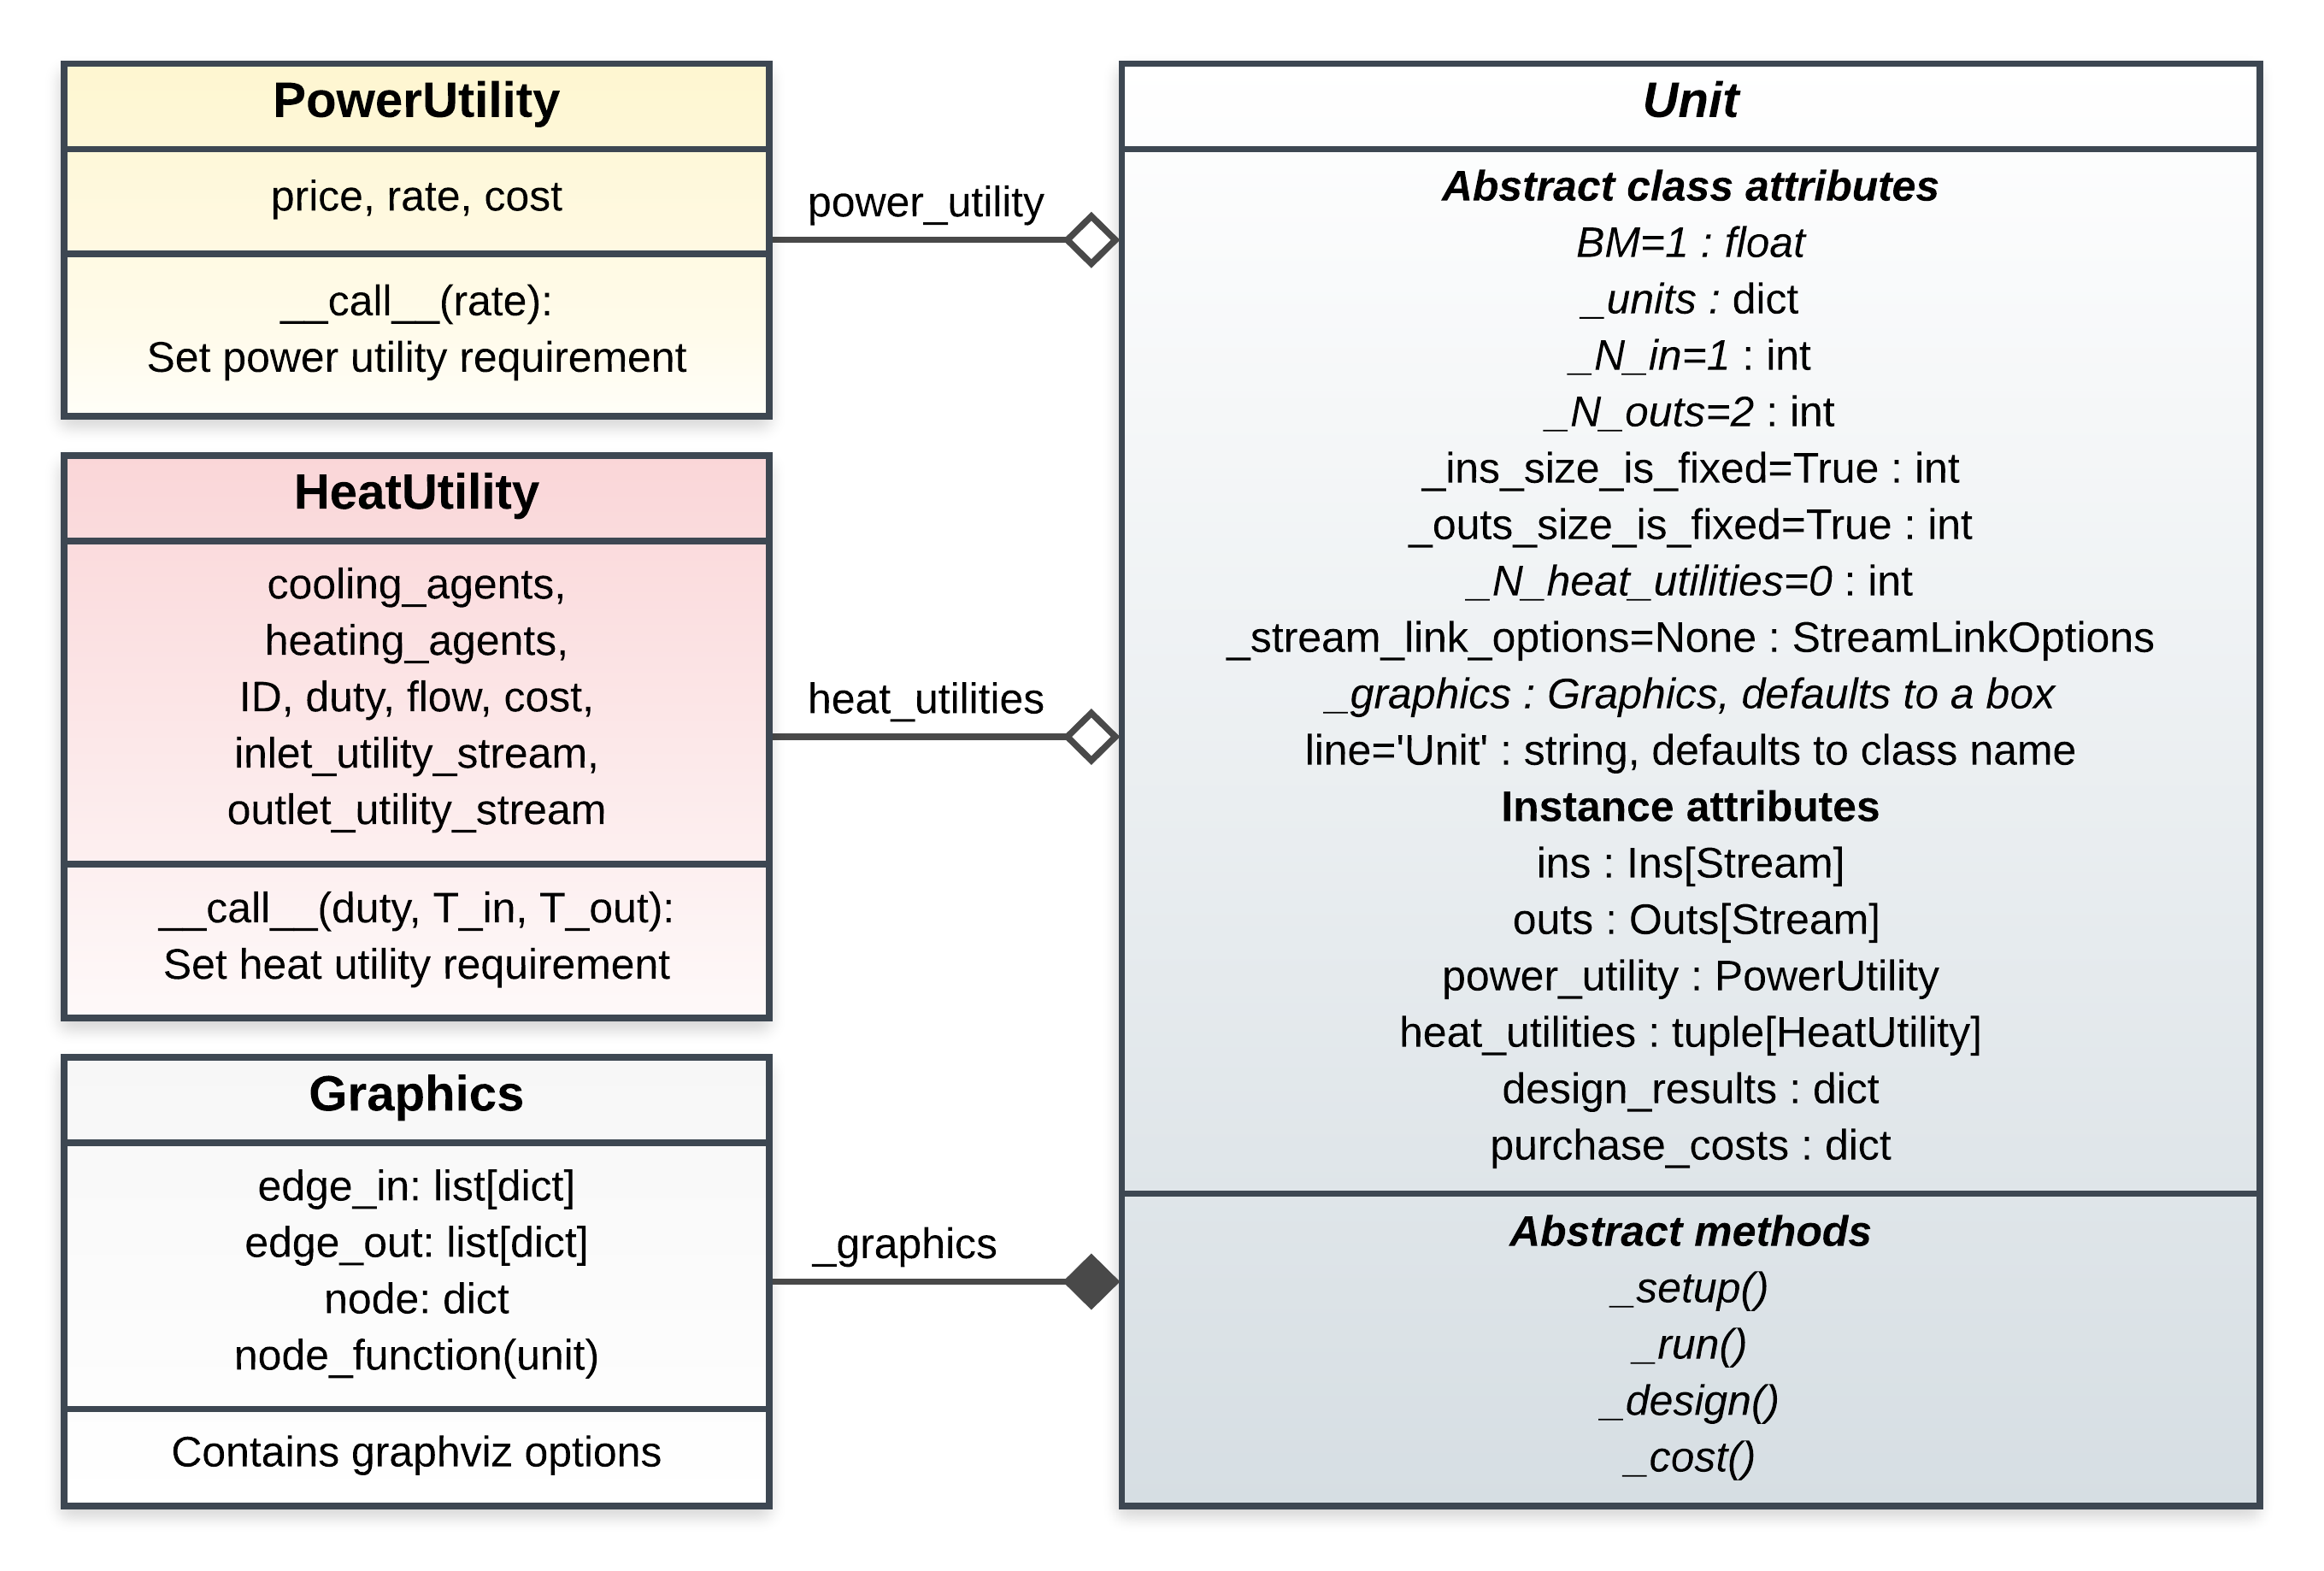 PowerUtility
price, rate, cost
__call__(rate):
Set power utility requirement
HeatUtility
cooling_agents,
heating_agents,
ID, duty, flow, cost,
inlet_utility_stream,
outlet_utility_stream
__call__(duty, T_in, T_out):
Set heat utility requirement
Graphics
edge_in: list[dict]
edge_out: list[dict]
node: dict
node_function(unit)
Contains graphviz options
power_utility
heat_utilities
_graphics
Unit
Abstract class attributes
BM=1 : float
_units : dict
_N_in=1 : int
_N_outs=2 : int
_ins_size_is_fixed=True : int
_outs_size_is_fixed=True : int
_N_heat_utilities=0 : int
_stream_link_options=None : StreamLinkOptions
_graphics : Graphics, defaults to a box
line='Unit' : string, defaults to class name
Instance attributes
ins : Ins[Stream]
outs : Outs[Stream]
power_utility : PowerUtility
heat_utilities : tuple[HeatUtility]
design_results : dict
purchase_costs : dict
Abstract methods
_setup()
_run()
_design()
_cost()